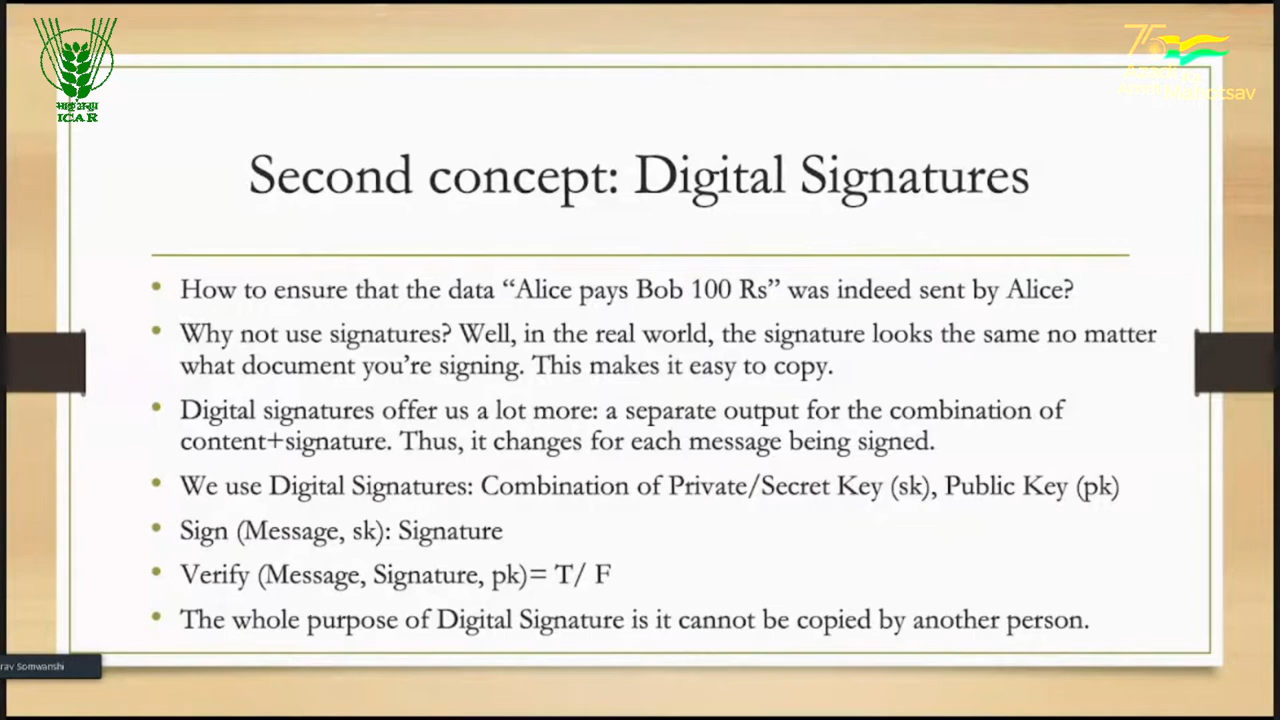 ICAR
75
Second concept: Digital Signatures
• How to ensure that the data “Alice pays Bob 100 Rs” was indeed sent by Alice?
• Why not use signatures? Well, in the real world, the signature looks the same no matter
what document you’re signing. This makes it easy to copy.
• Digital signatures offer us a lot more: a separate output for the combination of
content+signature. Thus, it changes for each message being signed.
• We use Digital Signatures: Combination of Private/Secret Key (sk), Public Key (pk)
• Sign (Message, sk): Signature
• Verify (Message, Signature, pk)= T/ F
• The whole purpose of Digital Signature is it cannot be copied by another person.
rav Somwanshi